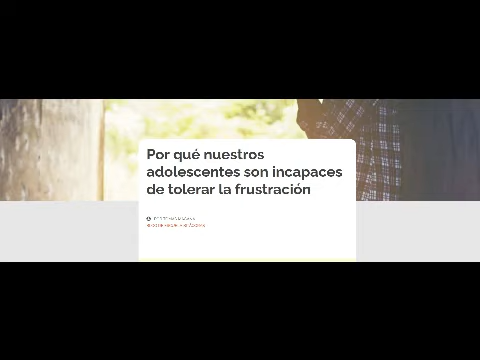 Por qué nuestros
adolescentes son incapaces
de tolerar la frustración